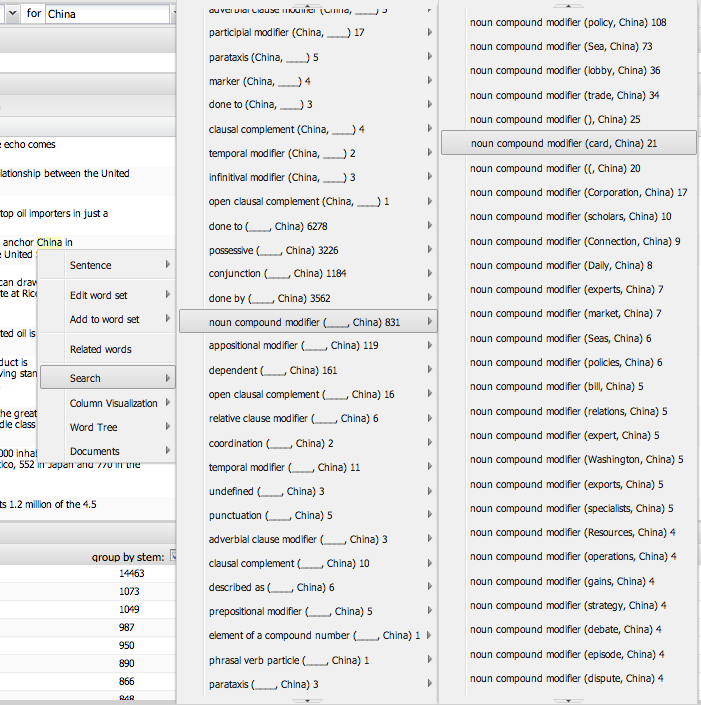 for China
e echo comes
lationship between the United
top oil importers in just a
anchor China in
e United S
can draw
te at Rice
ted oil is
duct is
ving stan
the great
dle class
000 inhab
xico, 552 in Japan and 770 in the
ts 1.2 million of the 4.5
group by stem:
14463
1073
1049
987
950
890
866
848
Sentence
Edit word set
Add to word set
Related words
Search
Column Visualization
Word Tree
Documents
adverbial clause modifier (China, ____) 5
participial modifier (China, ____) 17
parataxis (China, ____) 5
marker (China, ____) 4
done to (China, ____) 3
clausal complement (China, ____) 4
temporal modifier (China, ____) 2
infinitival modifier (China, ____) 3
open clausal complement (China, ____) 1
done to (____, China) 6278
possessive (____, China) 3226
conjunction (____, China) 1184
done by (____, China) 3562
noun compound modifier (____, China) 831
appositional modifier (____, China) 119
dependent (____, China) 161
open clausal complement (____, China) 16
relative clause modifier (____, China) 6
coordination (____, China) 2
temporal modifier (____, China) 11
undefined (____, China) 3
punctuation (____, China) 5
adverbial clause modifier (____, China) 3
clausal complement (____, China) 10
described as (____, China) 6
prepositional modifier (____, China) 5
element of a compound number (____, China) 1
phrasal verb particle (____, China) 1
parataxis (____, China) 3
noun compound modifier (policy, China) 108
noun compound modifier (Sea, China) 73
noun compound modifier (lobby, China) 36
noun compound modifier (trade, China) 34
noun compound modifier (), China) 25
noun compound modifier (card, China) 21
noun compound modifier ((, China) 20
noun compound modifier (Corporation, China) 17
noun compound modifier (scholars, China) 10
noun compound modifier (Connection, China) 9
noun compound modifier (Daily, China) 8
noun compound modifier (experts, China) 7
noun compound modifier (market, China) 7
noun compound modifier (Seas, China) 6
noun compound modifier (policies, China) 6
noun compound modifier (bill, China) 5
noun compound modifier (relations, China) 5
noun compound modifier (expert, China) 5
noun compound modifier (Washington, China) 5
noun compound modifier (exports, China) 5
noun compound modifier (specialists, China) 5
noun compound modifier (Resources, China) 4
noun compound modifier (operations, China) 4
noun compound modifier (gains, China) 4
noun compound modifier (strategy, China) 4
noun compound modifier (debate, China) 4
noun compound modifier (episode, China) 4
noun compound modifier (dispute, China) 4